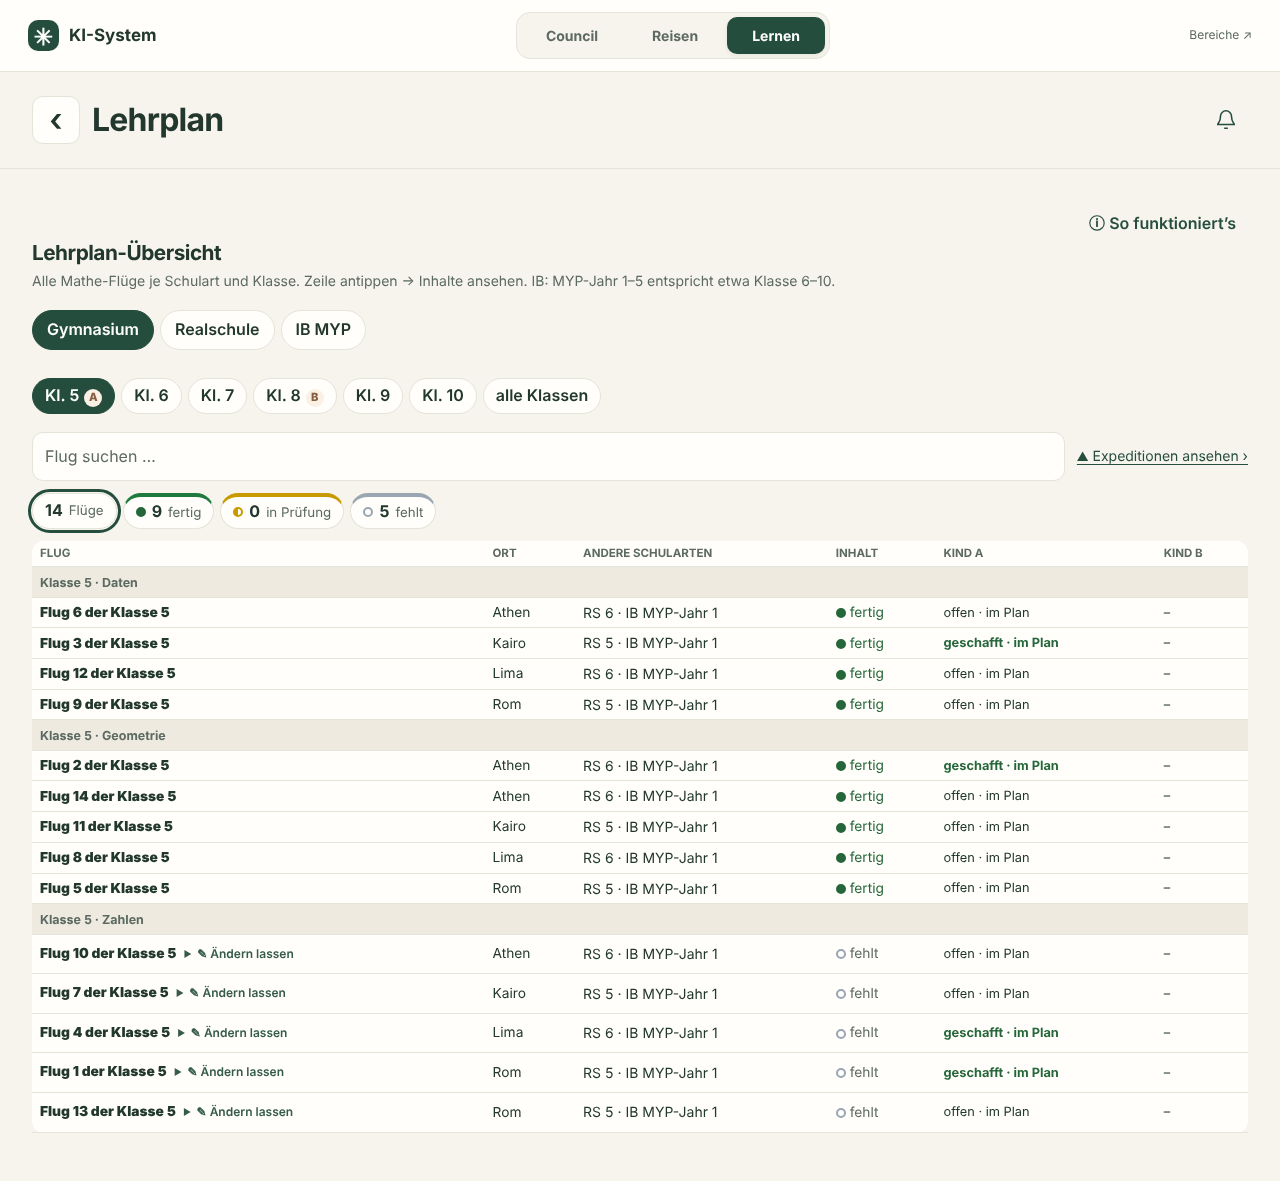 KI-System
Council Reisen Lernen
Bereiche ↗
‹ Lehrplan
ⓘ So funktioniert’s
Lehrplan-Übersicht
Alle Mathe-Flüge je Schulart und Klasse. Zeile antippen → Inhalte ansehen. IB: MYP-Jahr 1–5 entspricht etwa Klasse 6–10.
Gymnasium Realschule IB MYP
Kl. 5 A Kl. 6 Kl. 7 Kl. 8 B Kl. 9 Kl. 10 alle Klassen
Flug suchen …
▲ Expeditionen ansehen ›
14 Flüge 9 fertig 0 in Prüfung 5 fehlt
FLUG ORT ANDERE SCHULARTEN INHALT KIND A KIND B
Klasse 5 · Daten
Flug 6 der Klasse 5 Athen RS 6 · IB MYP-Jahr 1 fertig offen · im Plan –
Flug 3 der Klasse 5 Kairo RS 5 · IB MYP-Jahr 1 fertig geschafft · im Plan –
Flug 12 der Klasse 5 Lima RS 6 · IB MYP-Jahr 1 fertig offen · im Plan –
Flug 9 der Klasse 5 Rom RS 5 · IB MYP-Jahr 1 fertig offen · im Plan –
Klasse 5 · Geometrie
Flug 2 der Klasse 5 Athen RS 6 · IB MYP-Jahr 1 fertig geschafft · im Plan –
Flug 14 der Klasse 5 Athen RS 6 · IB MYP-Jahr 1 fertig offen · im Plan –
Flug 11 der Klasse 5 Kairo RS 5 · IB MYP-Jahr 1 fertig offen · im Plan –
Flug 8 der Klasse 5 Lima RS 6 · IB MYP-Jahr 1 fertig offen · im Plan –
Flug 5 der Klasse 5 Rom RS 5 · IB MYP-Jahr 1 fertig offen · im Plan –
Klasse 5 · Zahlen
Flug 10 der Klasse 5 ▸ ✎ Ändern lassen Athen RS 6 · IB MYP-Jahr 1 fehlt offen · im Plan –
Flug 7 der Klasse 5 ▸ ✎ Ändern lassen Kairo RS 5 · IB MYP-Jahr 1 fehlt offen · im Plan –
Flug 4 der Klasse 5 ▸ ✎ Ändern lassen Lima RS 6 · IB MYP-Jahr 1 fehlt geschafft · im Plan –
Flug 1 der Klasse 5 ▸ ✎ Ändern lassen Rom RS 5 · IB MYP-Jahr 1 fehlt geschafft · im Plan –
Flug 13 der Klasse 5 ▸ ✎ Ändern lassen Rom RS 5 · IB MYP-Jahr 1 fehlt offen · im Plan –